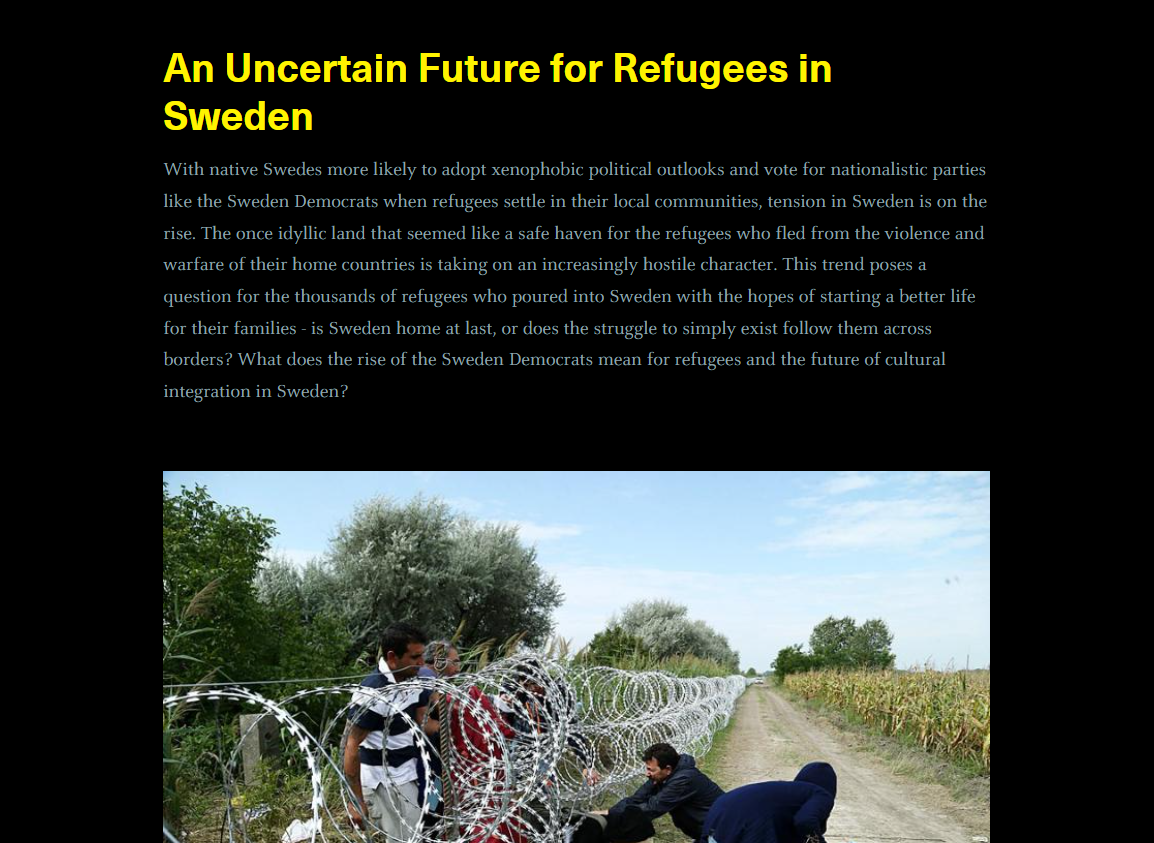 An Uncertain Future for Refugees in
Sweden
With native Swedes more likely to adopt xenophobic political outlooks and vote for nationalistic parties
like the Sweden Democrats when refugees settle in their local communities, tension in Sweden is on the
rise. The once idyllic land that seemed like a safe haven for the refugees who fled from the violence and
warfare of their home countries is taking on an increasingly hostile character. This trend poses a
question for the thousands of refugees who poured into Sweden with the hopes of starting a better life
for their families - is Sweden home at last, or does the struggle to simply exist follow them across
borders? What does the rise of the Sweden Democrats mean for refugees and the future of cultural
integration in Sweden?